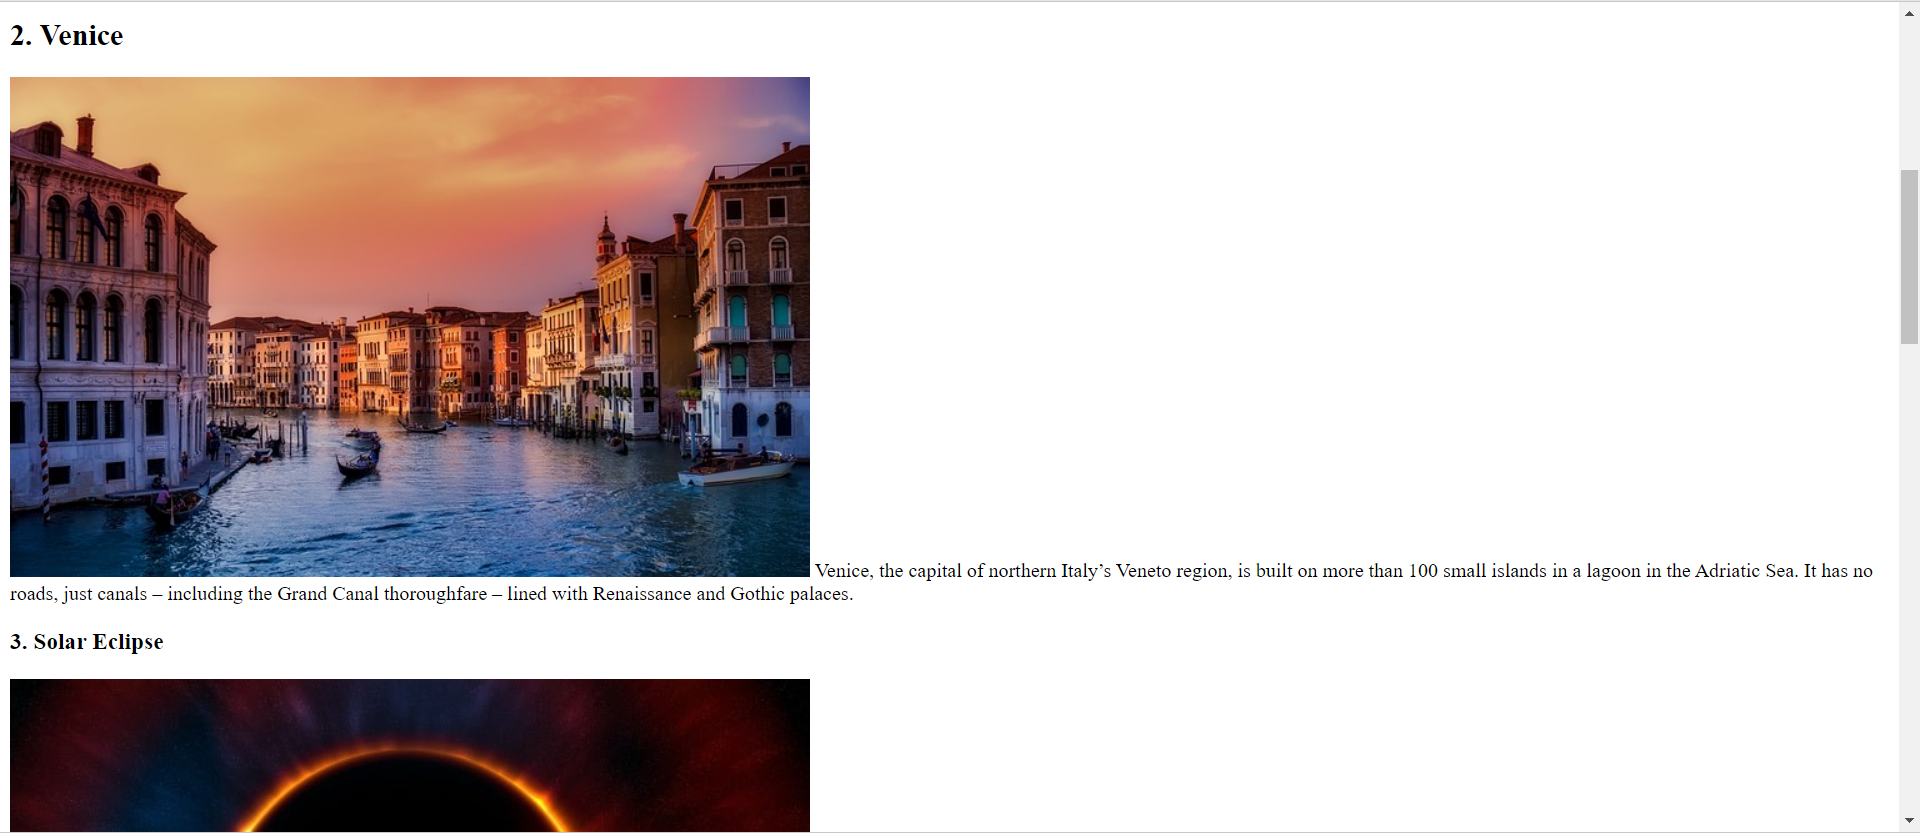 2. Venice
Venice, the capital of northern Italy’s Veneto region, is built on more than 100 small islands in a lagoon in the Adriatic Sea. It has no
roads, just canals – including the Grand Canal thoroughfare – lined with Renaissance and Gothic palaces.
3. Solar Eclipse